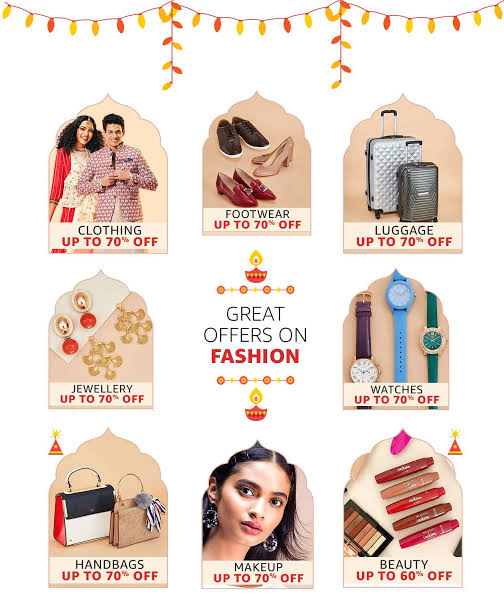 CLOTHING
UP TO 70% OFF
FOOTWEAR
UP TO 70% OFF
LUGGAGE
UP TO 70% OFF
JEWELLERY
UP TO 70% OFF
GREAT
OFFERS ON
FASHION
WATCHES
UP TO 70% OFF
HANDBAGS
UP TO 70% OFF
MAKEUP
UP TO 70% OFF
BEAUTY
UP TO 60% OFF